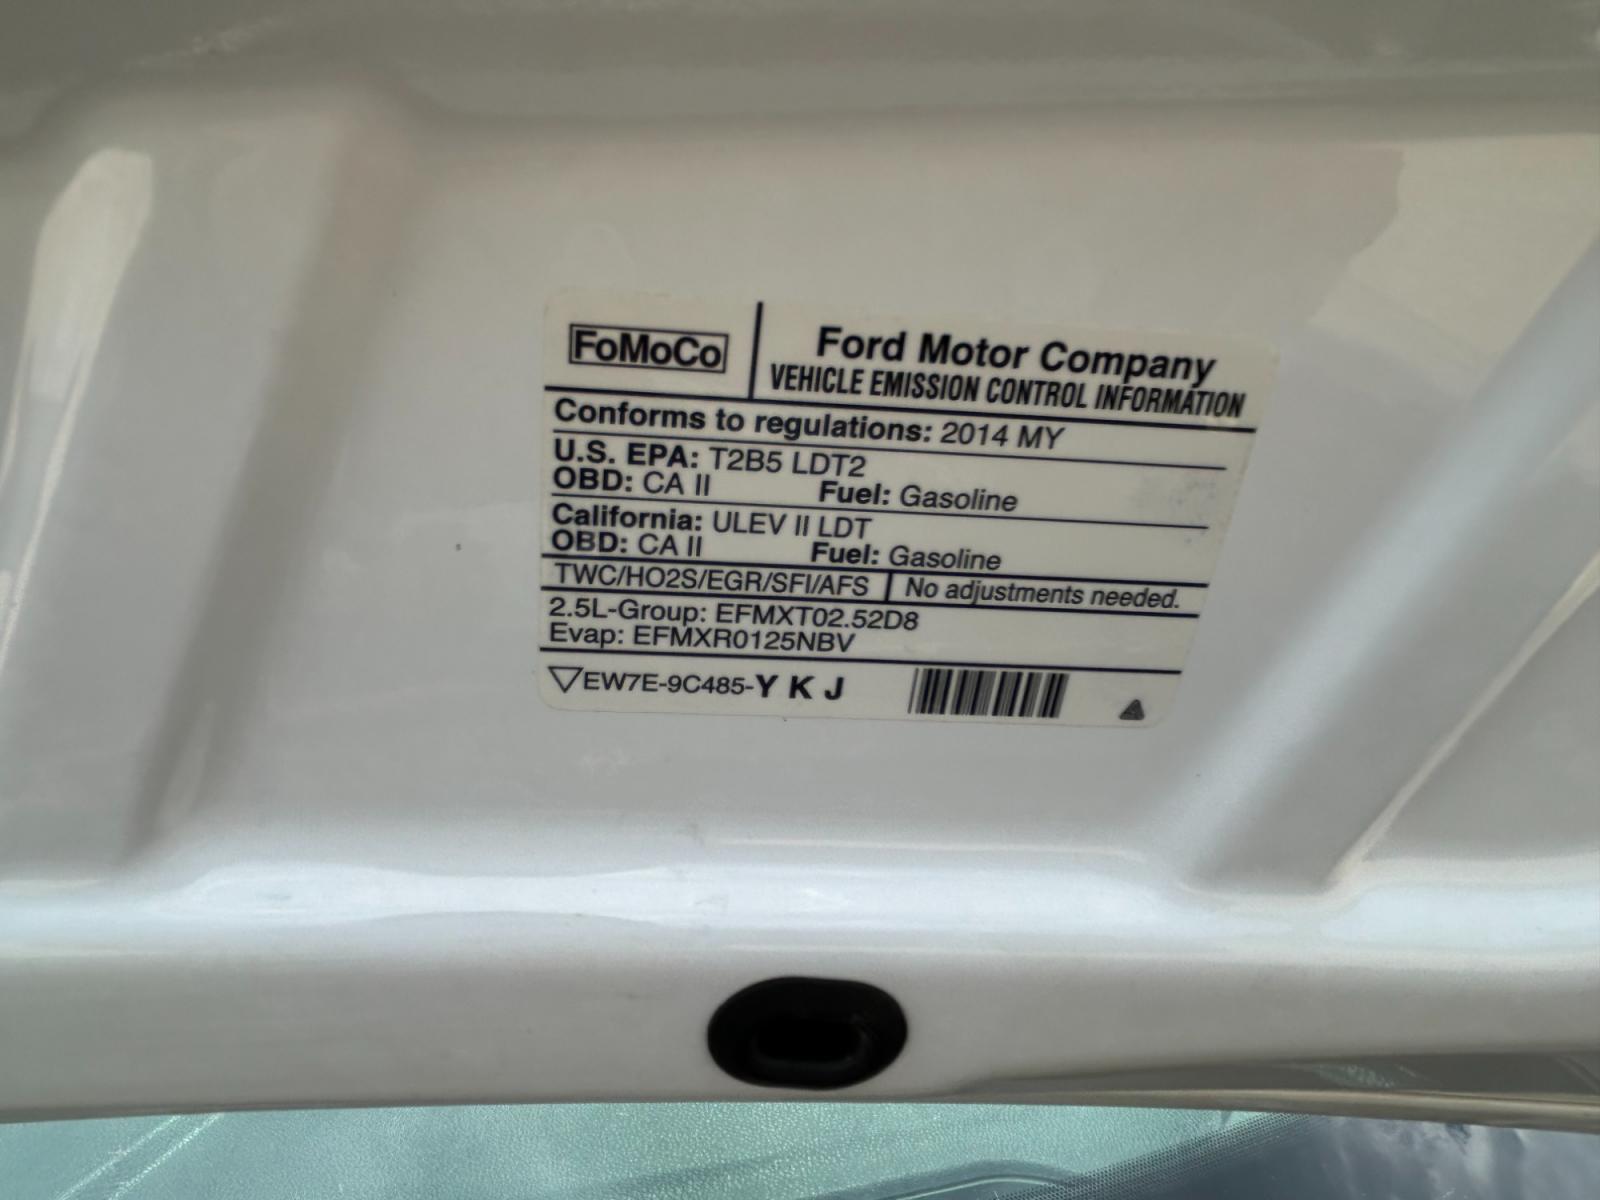 FoMoCo
Ford Motor Company
VEHICLE EMISSION CONTROL INFORMATION
Conforms to regulations: 2014 MY
U.S. EPA: T2B5 LDT2
OBD: CA II Fuel: Gasoline
California: ULEV II LDT
OBD: CA II Fuel: Gasoline
TWC/HO2S/EGR/SFI/AFS No adjustments needed.
2.5L-Group: EFMXT02.52D8
Evap: EFMXR0125NBV
EW7E-9C485-Y K J